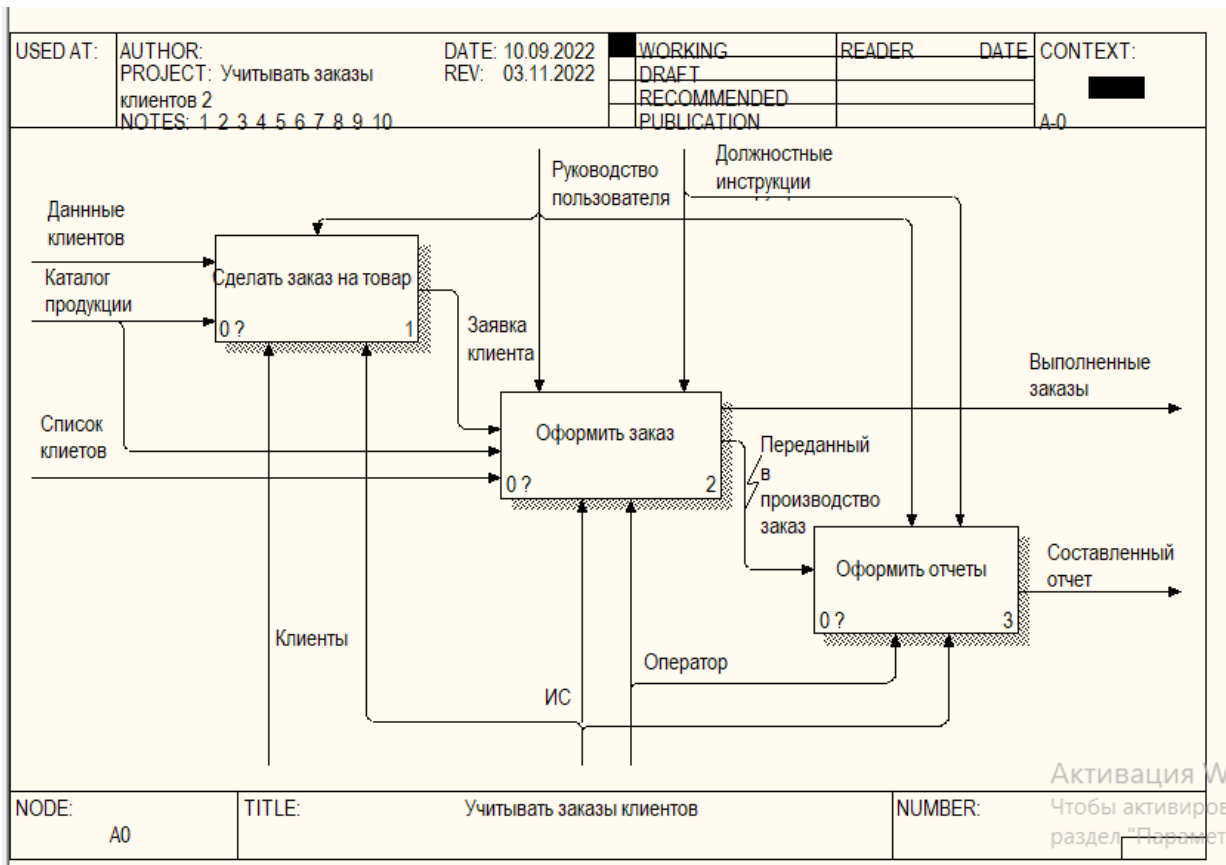 USED AT:
AUTHOR:
DATE: 10.09.2022
PROJECT: Учитывать заказы
клиентов 2
REV: 03.11.2022
NOTES: 1 2 3 4 5 6 7 8 9 10
WORKING
DRAFT
RECOMMENDED
PUBLICATION
READER
DATE
CONTEXT:
A-0
Руководство
пользователя
Должностные
инструкции
Даннные
клиентов
Каталог
продукции
Сделать заказ на товар
0 ?
1
Заявка
клиента
Список
клиетов
Оформить заказ
0 ?
2
Выполненные
заказы
Переданный
в
производство
заказ
Оформить отчеты
0 ?
3
Составленный
отчет
Клиенты
Оператор
ИС
NODE:
A0
TITLE:
Учитывать заказы клиентов
NUMBER:
Активация W
Чтобы активиров
раздел "Парамет